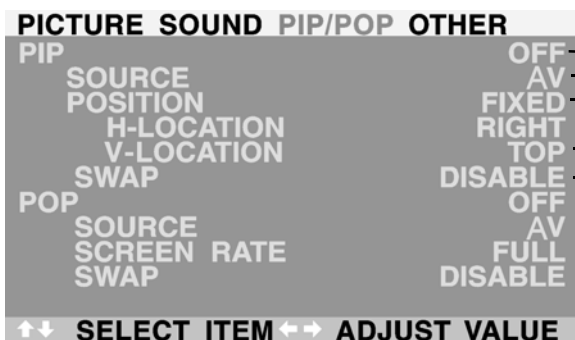 PICTURE SOUND PIP/POP OTHER
PIP OFF
SOURCE AV
POSITION FIXED
H-LOCATION RIGHT
V-LOCATION TOP
SWAP DISABLE
POP OFF
SOURCE AV
SCREEN RATE FULL
SWAP DISABLE
SELECT ITEM ADJUST VALUE